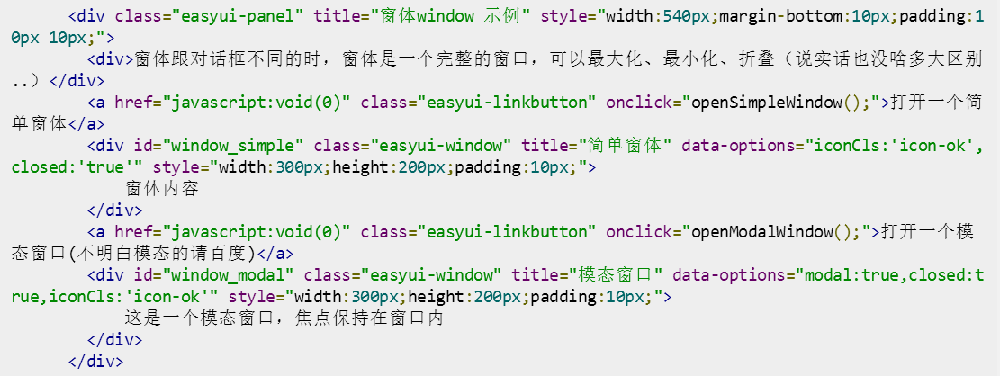 <div class="easyui-panel" title="窗体window 示例" style="width:540px;margin-bottom:10px;padding:1
0px 10px;">
<div>窗体跟对话框不同的时，窗体是一个完整的窗口，可以最大化、最小化、折叠（说实话也没啥多大区别
..）</div>
<a href="javascript:void(0)" class="easyui-linkbutton" onclick="openSimpleWindow();">打开一个简
单窗体</a>
<div id="window_simple" class="easyui-window" title="简单窗体" data-options="iconCls:'icon-ok',
closed:'true'" style="width:300px;height:200px;padding:10px;">
窗体内容
</div>
<a href="javascript:void(0)" class="easyui-linkbutton" onclick="openModalWindow();">打开一个模
态窗口(不明白模态的请百度)</a>
<div id="window_modal" class="easyui-window" title="模态窗口" data-options="modal:true,closed:t
rue,iconCls:'icon-ok'" style="width:300px;height:200px;padding:10px;">
这是一个模态窗口，焦点保持在窗口内
</div>
</div>